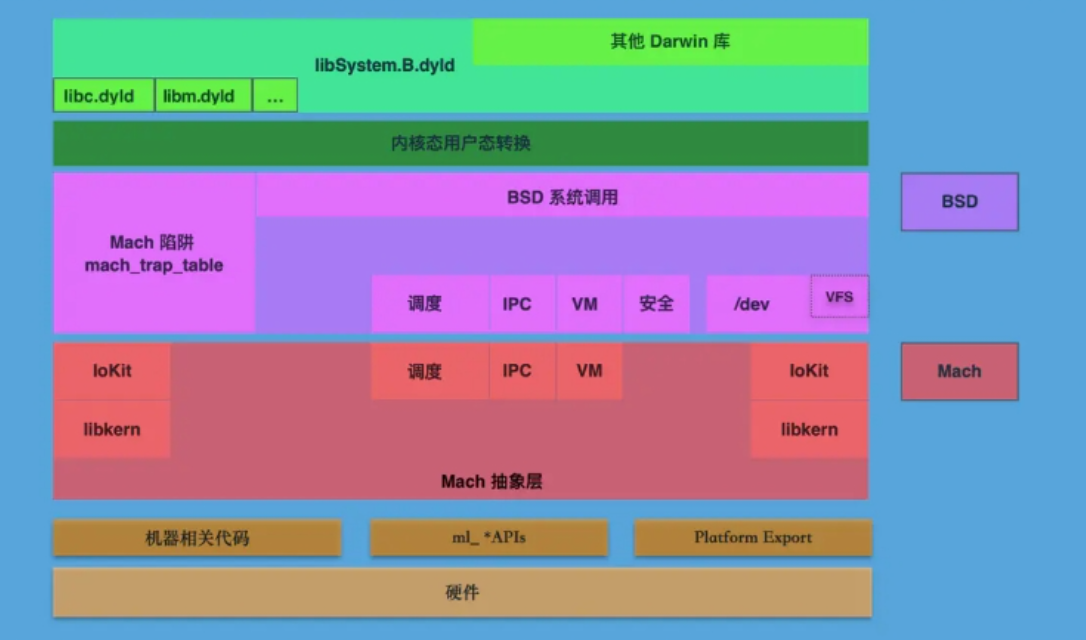 其他 Darwin 库
libSystem.B.dyld
libc.dyld
libm.dyld
...
内核态用户态转换
BSD 系统调用
BSD
Mach 陷阱
mach_trap_table
调度
IPC
VM
安全
/dev
VFS
IoKit
调度
IPC
VM
IoKit
Mach
libkern
libkern
Mach 抽象层
机器相关代码
ml_ *APIs
Platform Export
硬件